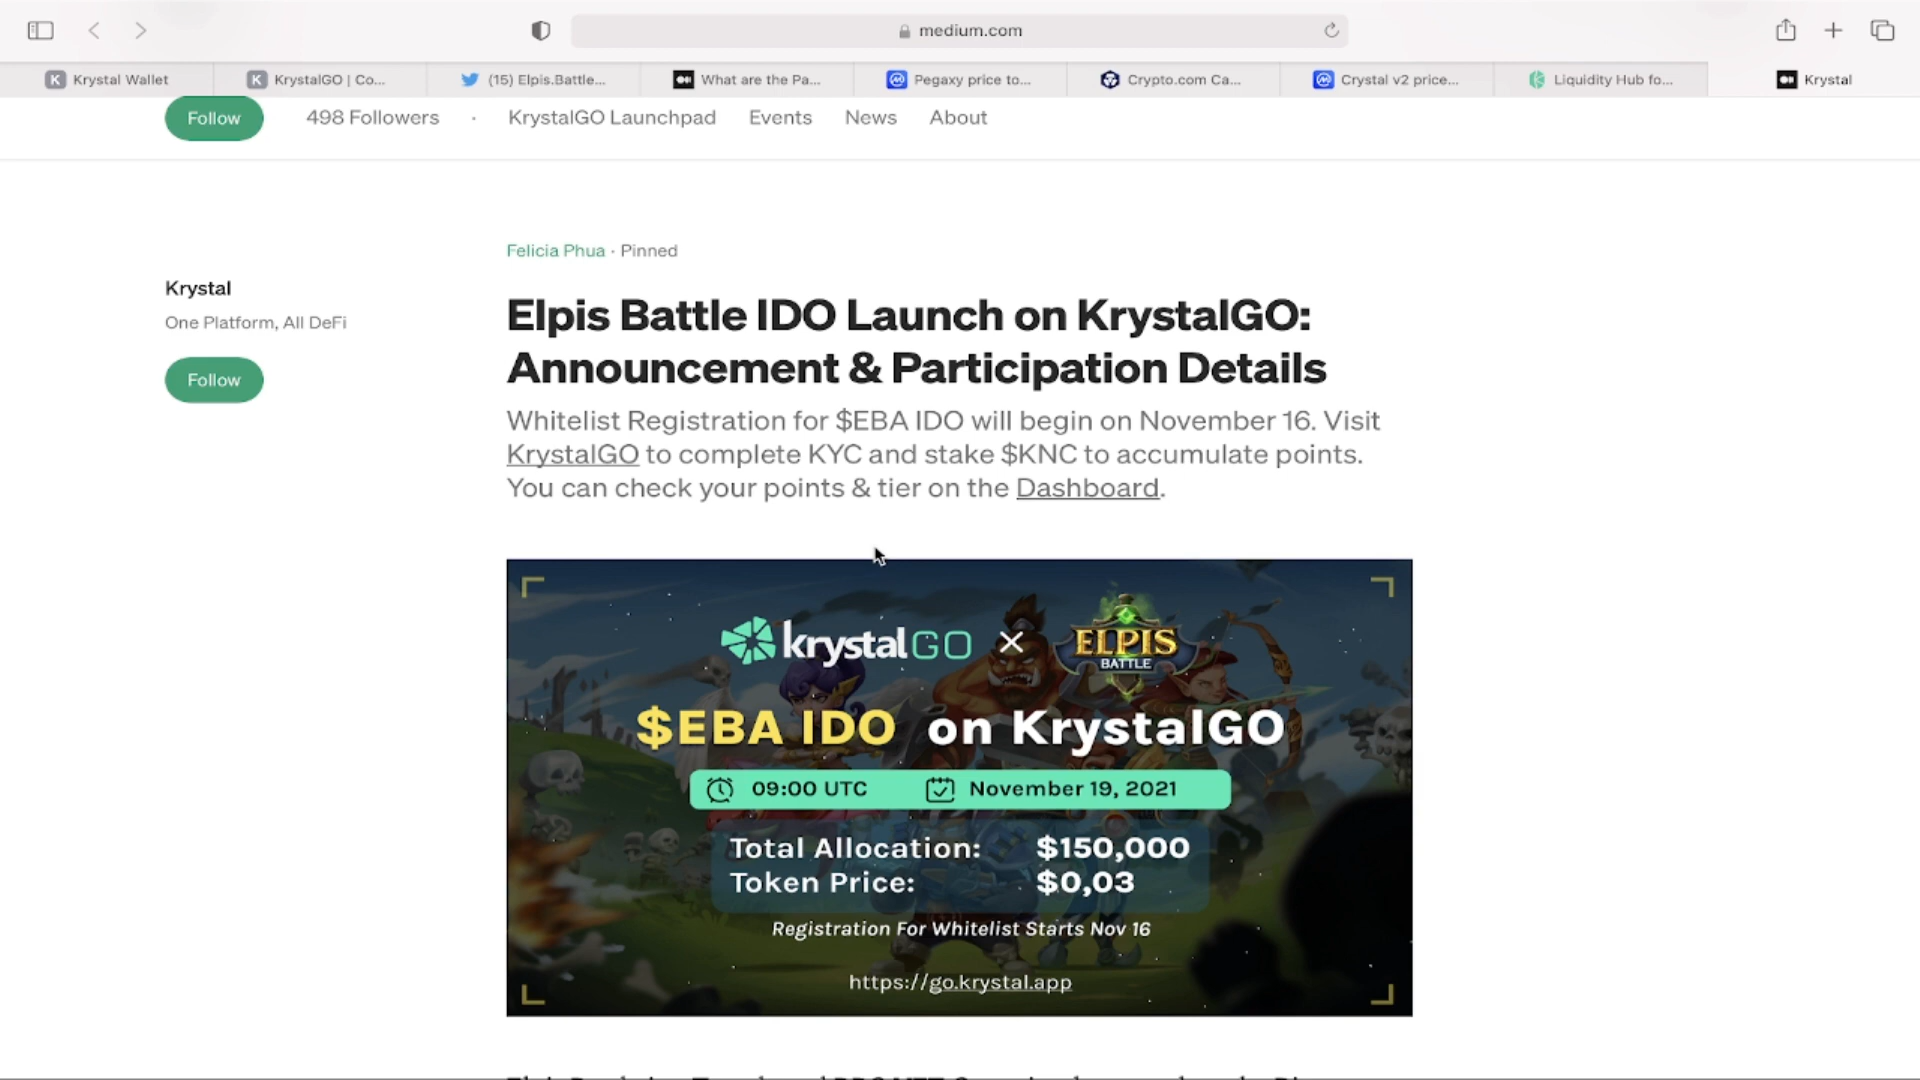 medium.com
Krystal Wallet
KrystalGO | Co...
(15) Elpis.Battle...
What are the Pa...
Pegaxy price to...
Crypto.com Ca...
Crystal v2 price...
Liquidity Hub fo...
Krystal
Follow
498 Followers
KrystalGO Launchpad
Events
News
About
Felicia Phua · Pinned
Krystal
One Platform, All DeFi
Follow
Elpis Battle IDO Launch on KrystalGO:
Announcement & Participation Details
Whitelist Registration for $EBA IDO will begin on November 16. Visit
KrystalGO to complete KYC and stake $KNC to accumulate points.
You can check your points & tier on the Dashboard.
krystalGO × ELPIS
BATTLE
$EBA IDO on KrystalGO
09:00 UTC November 19, 2021
Total Allocation: $150,000
Token Price: $0,03
Registration For Whitelist Starts Nov 16
https://go.krystal.app